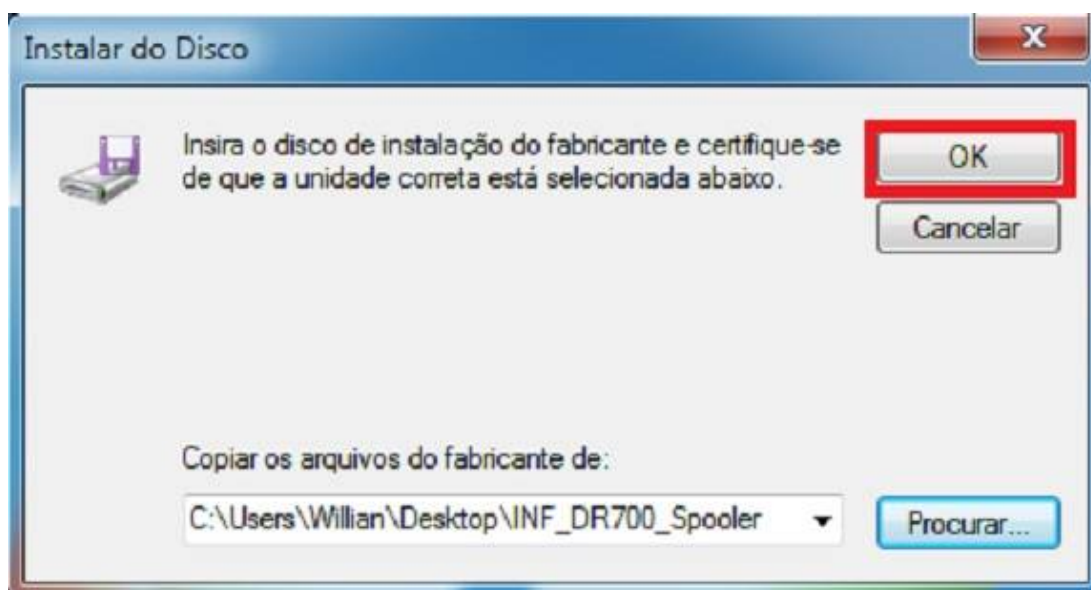 Instalar do Disco
x
Insira o disco de instalação do fabricante e certifique-se
de que a unidade correta está selecionada abaixo.
OK
Cancelar
Copiar os arquivos do fabricante de:
C:\Users\Willian\Desktop\INF_DR700_Spooler
Procurar...